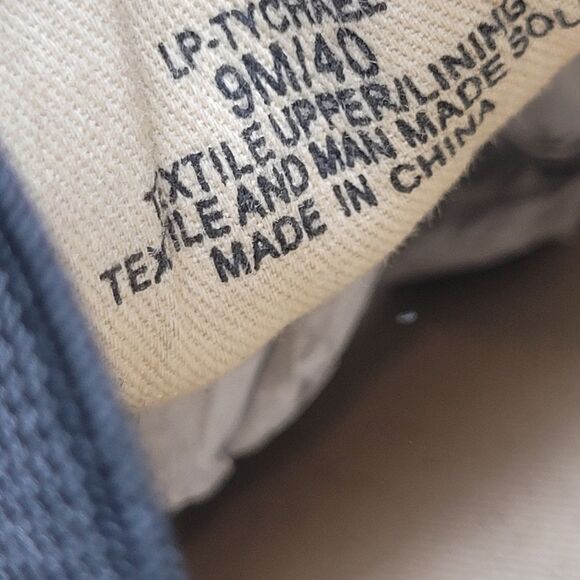 LP-TYCHAEL
9M/40
TEXTILE UPPER/LINING
TEXTILE AND MAN MADE SOL
MADE IN CHINA